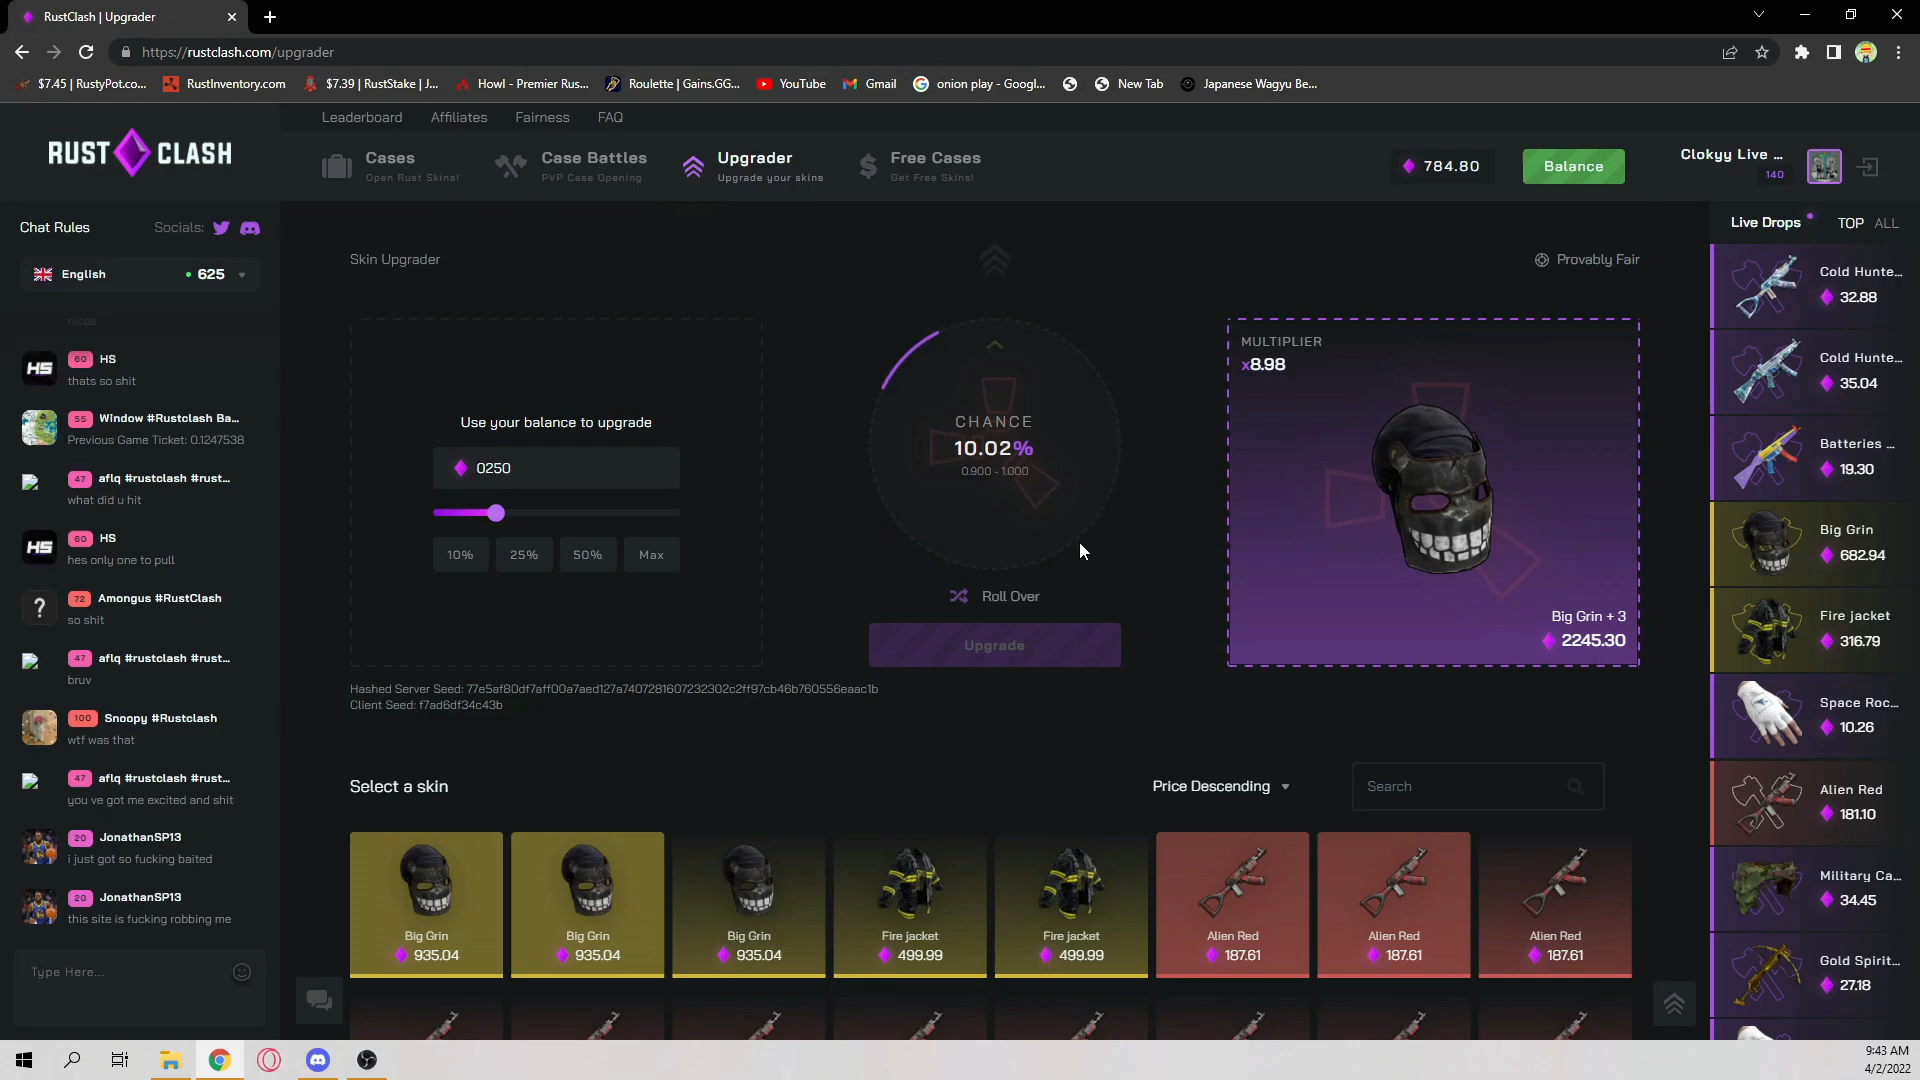 RustClash | Upgrader
https://rustclash.com/upgrader
$7.45 | RustyPot.co...
RustInventory.com
$7.39 | RustStake | J...
Howl - Premier Rus...
Roulette | Gains.GG...
YouTube
Gmail
onion play - Googl...
New Tab
Japanese Wagyu Be...
RUST CLASH
Leaderboard
Affiliates
Fairness
FAQ
Cases
Open Rust Skins!
Case Battles
PVP Case Opening
Upgrader
Upgrade your skins
Free Cases
Get Free Skins!
784.80
Balance
Clokyy Live ...
140
Chat Rules
Socials:
English
625
nicee
60 HS
thats so shit
55 Window #Rustclash Ba...
Previous Game Ticket: 0.1247538
47 aflq #rustclash #rust...
what did u hit
60 HS
hes only one to pull
72 Amongus #RustClash
so shit
47 aflq #rustclash #rust...
bruv
100 Snoopy #Rustclash
wtf was that
47 aflq #rustclash #rust...
you ve got me excited and shit
20 JonathanSP13
i just got so fucking baited
20 JonathanSP13
this site is fucking robbing me
Type Here...
Skin Upgrader
Provably Fair
Use your balance to upgrade
0250
10%
25%
50%
Max
CHANCE
10.02%
0.900 - 1.000
Roll Over
Upgrade
MULTIPLIER
x8.98
Big Grin + 3
2245.30
Hashed Server Seed: 77e5af80df7aff00a7aed127a7407281607232302c2ff97cb46b760556eaac1b
Client Seed: f7ad6df34c43b
Select a skin
Price Descending
Search
Big Grin
935.04
Big Grin
935.04
Big Grin
935.04
Fire jacket
499.99
Fire jacket
499.99
Alien Red
187.61
Alien Red
187.61
Alien Red
187.61
Live Drops
TOP
ALL
Cold Hunte...
32.88
Cold Hunte...
35.04
Batteries ...
19.30
Big Grin
682.94
Fire jacket
316.79
Space Roc...
10.26
Alien Red
181.10
Military Ca...
34.45
Gold Spirit...
27.18
9:43 AM
4/2/2022